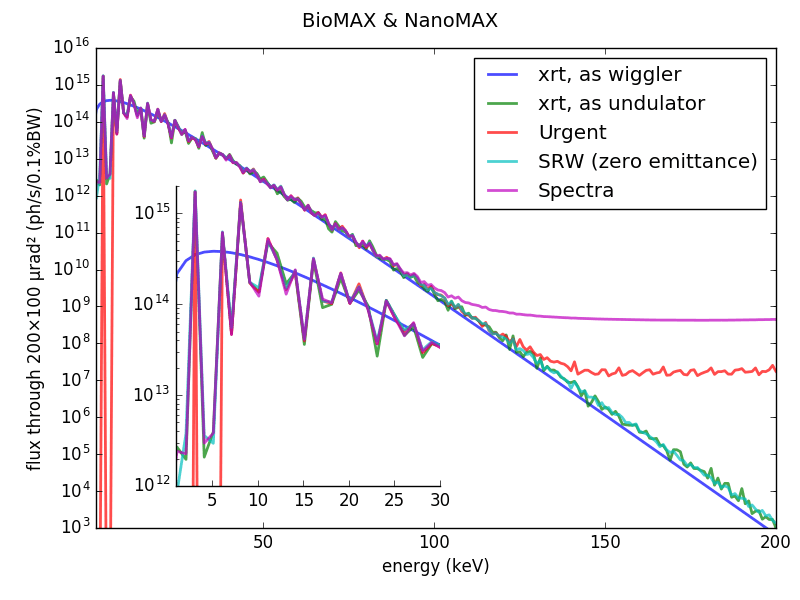 BioMAX & NanoMAX
flux through 200×100 µrad² (ph/s/0.1%BW)
10^16
10^15
10^14
10^13
10^12
10^11
10^10
10^9
10^8
10^7
10^6
10^5
10^4
10^3
xrt, as wiggler
xrt, as undulator
Urgent
SRW (zero emittance)
Spectra
10^15
10^14
10^13
10^12
5 10 15 20 25 30
50 100 150 200
energy (keV)